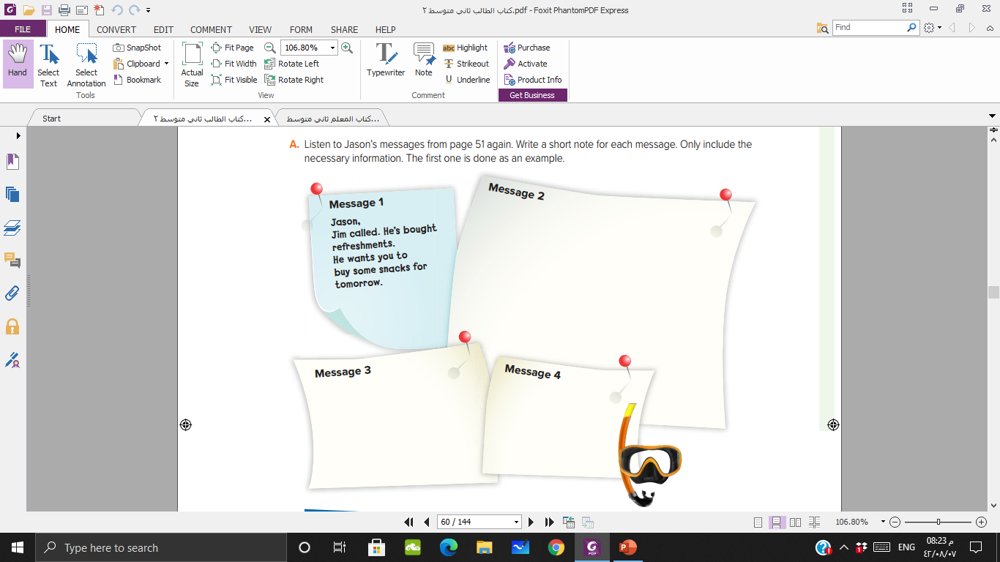 كتاب الطالب ثاني متوسط ٢.pdf - Foxit PhantomPDF Express
FILE
HOME
CONVERT
EDIT
COMMENT
VIEW
FORM
SHARE
HELP
Find
Hand
Select
Text
Select
Annotation
SnapShot
Clipboard
Bookmark
Tools
Actual
Size
Fit Page
Fit Width
Fit Visible
106.80%
Rotate Left
Rotate Right
View
Typewriter
Note
abc Highlight
T Strikeout
U Underline
Comment
Purchase
Activate
Product Info
Get Business
Start
كتاب الطالب ثاني متوسط ٢...
كتاب المعلم ثاني متوسط...
A. Listen to Jason's messages from page 51 again. Write a short note for each message. Only include the
necessary information. The first one is done as an example.
Message 1
Jason,
Jim called. He's bought
refreshments.
He wants you to
buy some snacks for
tomorrow.
Message 2
Message 3
Message 4
60 / 144
106.80%
Type here to search
ENG
08:23 م
٤٢/٠٨/٠٧